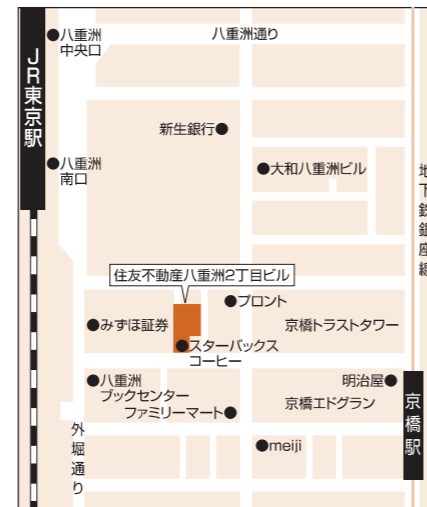 八重洲通り
●八重洲
中央口
JR東京駅
新生銀行●
●八重洲
南口
●大和八重洲ビル
地下鉄銀座線
住友不動産八重洲2丁目ビル
●プロント
●みずほ証券
京橋トラストタワー
●スターバックス
コーヒー
●八重洲
ブックセンター
明治屋●
ファミリーマート●
京橋エドグラン
京橋駅
外堀通り
●meiji